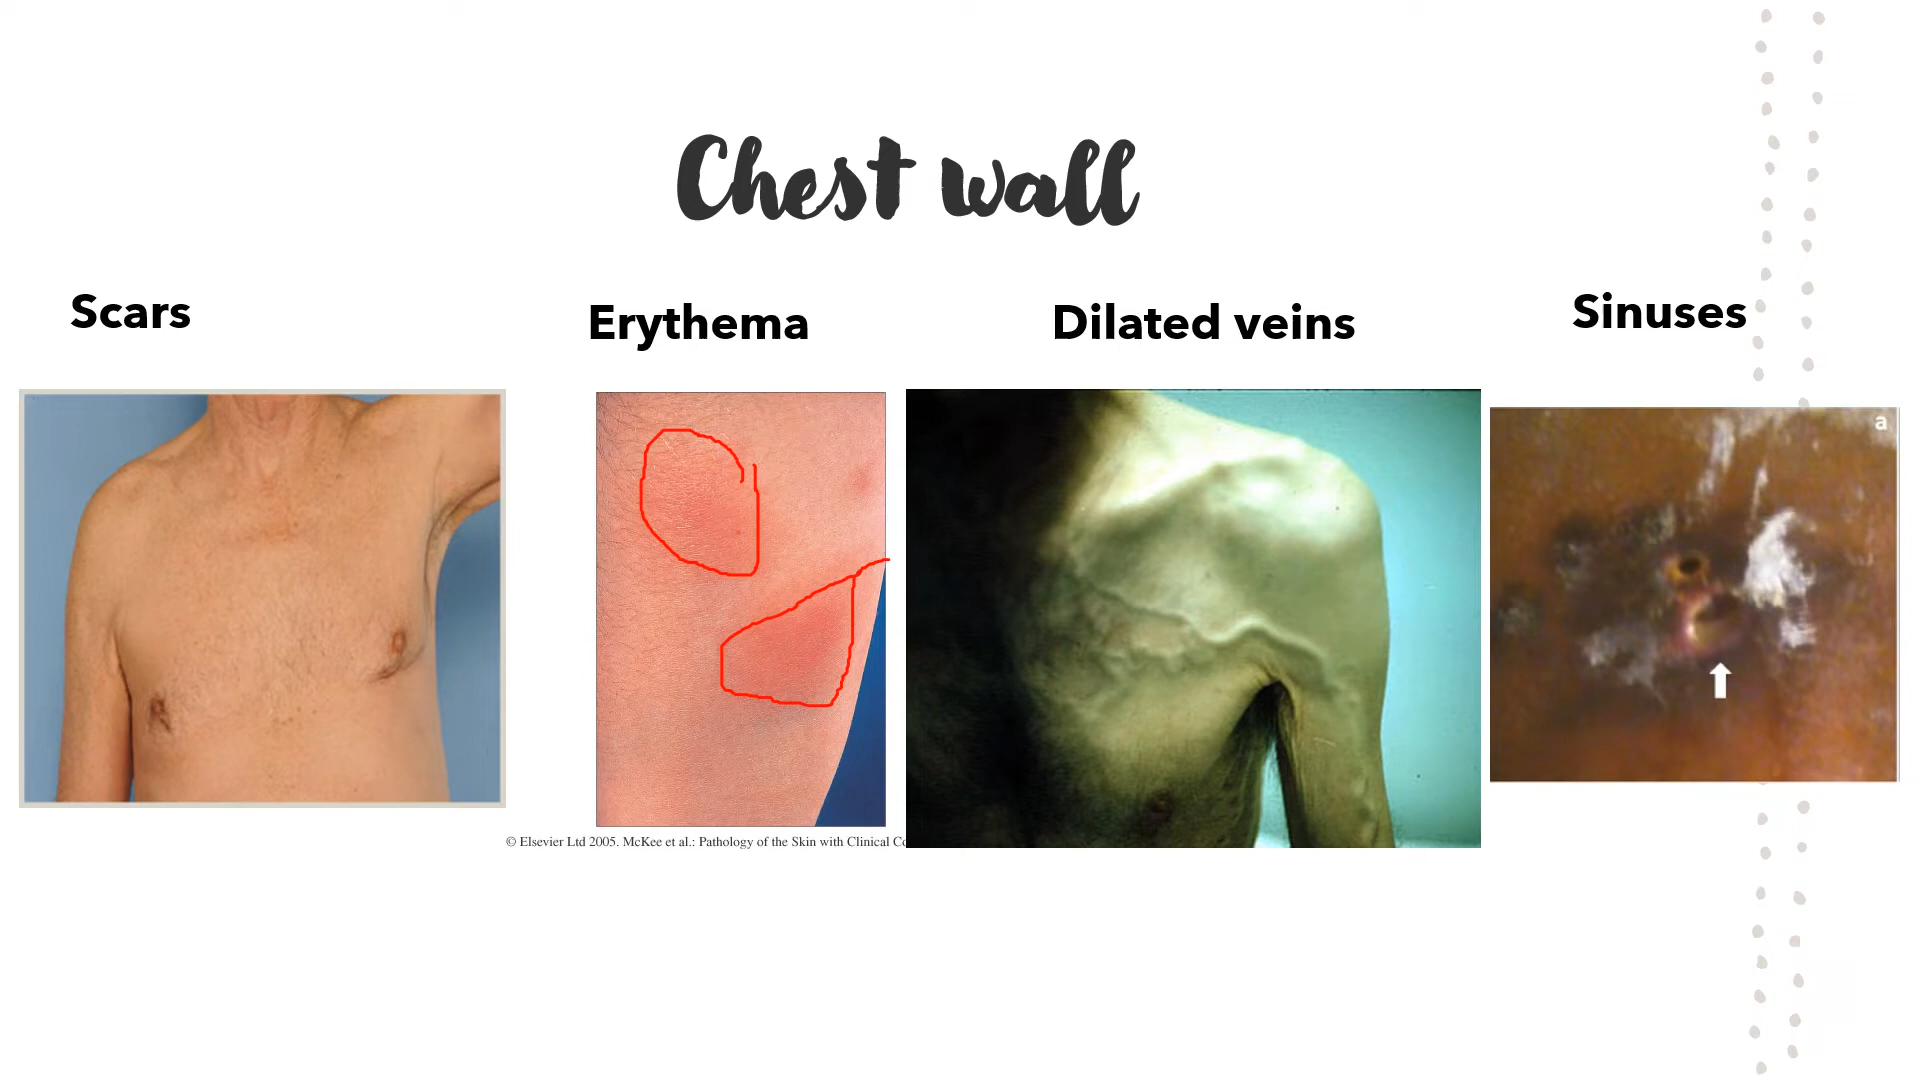 Chest wall
Scars
Erythema
Dilated veins
Sinuses
a
© Elsevier Ltd 2005. McKee et al.: Pathology of the Skin with Clinical